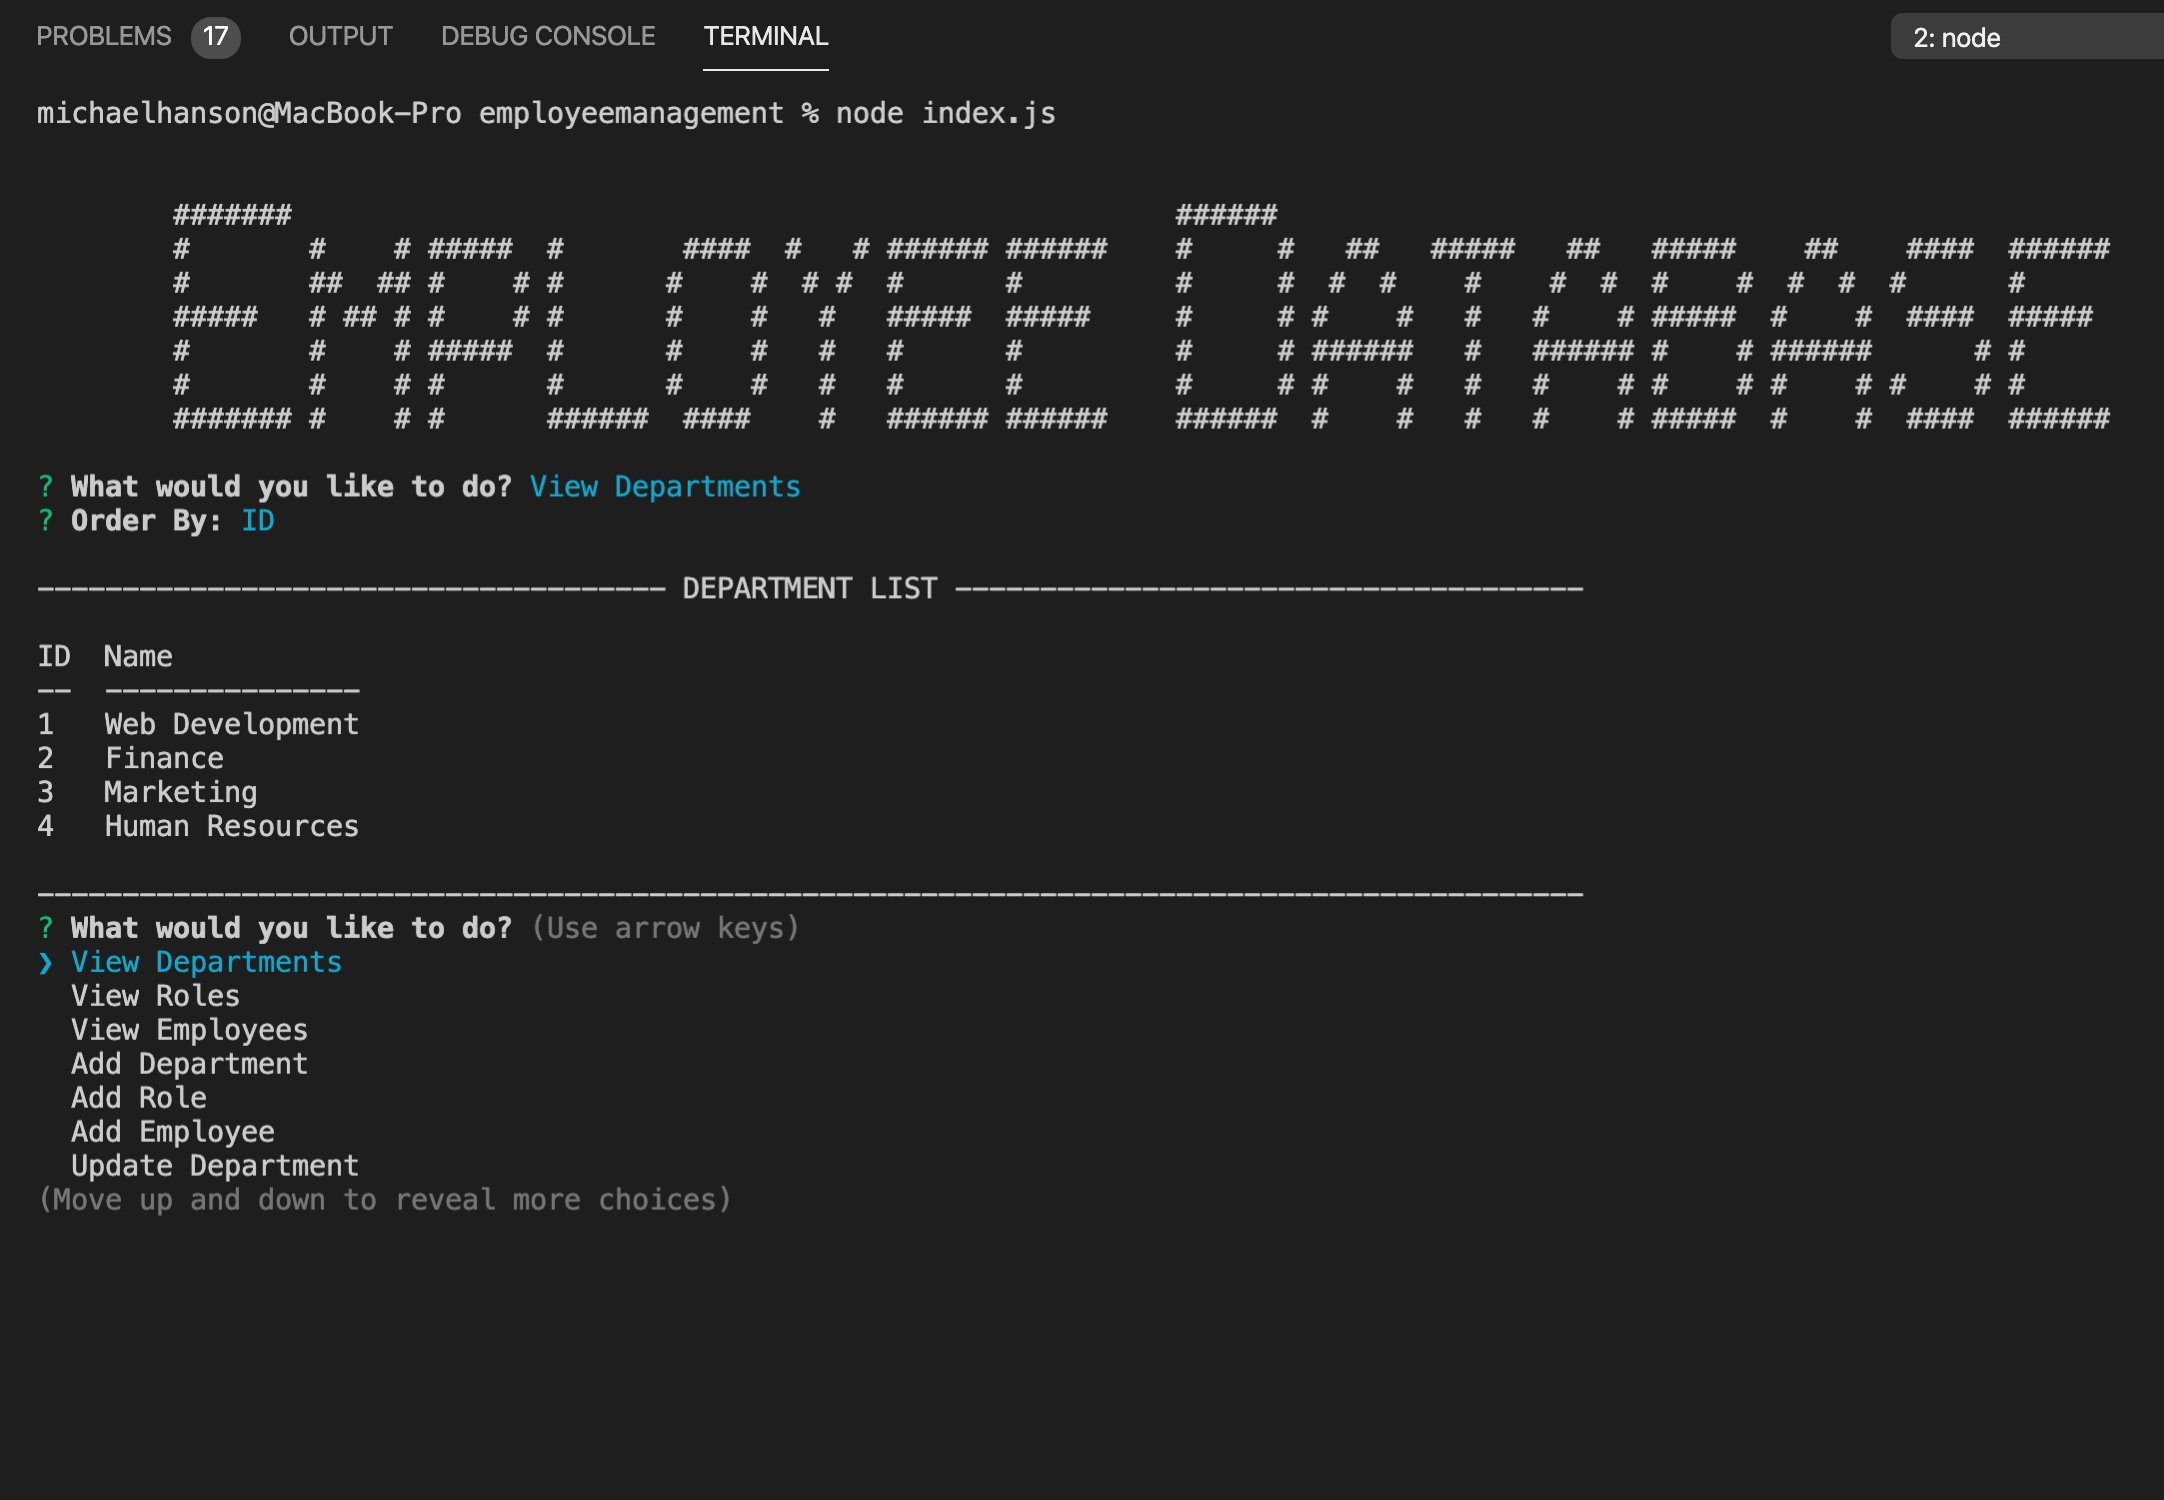 PROBLEMS 17 OUTPUT DEBUG CONSOLE TERMINAL 2: node
michaelhanson@MacBook-Pro employeemanagement % node index.js
EMPLOYEE DATABASE
? What would you like to do? View Departments
? Order By: ID
------------------------------------- DEPARTMENT LIST -------------------------------------
ID  Name
--  ---------------
1   Web Development
2   Finance
3   Marketing
4   Human Resources
-------------------------------------------------------------------------------------------
? What would you like to do? (Use arrow keys)
❯ View Departments
  View Roles
  View Employees
  Add Department
  Add Role
  Add Employee
  Update Department
(Move up and down to reveal more choices)